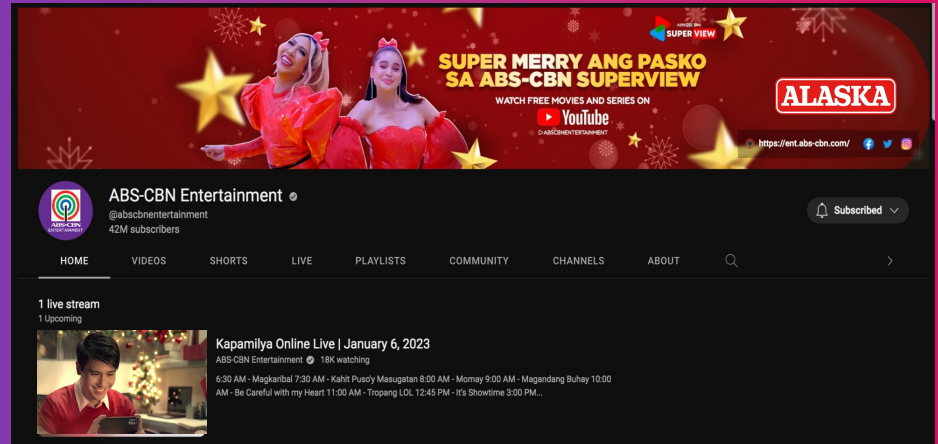 ABS-CBN
SUPER VIEW
SUPER MERRY ANG PASKO
SA ABS-CBN SUPERVIEW
WATCH FREE MOVIES AND SERIES ON
YouTube
ABSCBNENTERTAINMENT
ALASKA
https://ent.abs-cbn.com/
ABS-CBN
ENTERTAINMENT
ABS-CBN Entertainment
@abscbnentertainment
42M subscribers
Subscribed
HOME VIDEOS SHORTS LIVE PLAYLISTS COMMUNITY CHANNELS ABOUT
1 live stream
1 Upcoming
Kapamilya Online Live | January 6, 2023
ABS-CBN Entertainment 18K watching
6:30 AM - Magkaribal 7:30 AM - Kahit Puso'y Masugatan 8:00 AM - Momay 9:00 AM - Magandang Buhay 10:00
AM - Be Careful with my Heart 11:00 AM - Tropang LOL 12:45 PM - It's Showtime 3:00 PM...